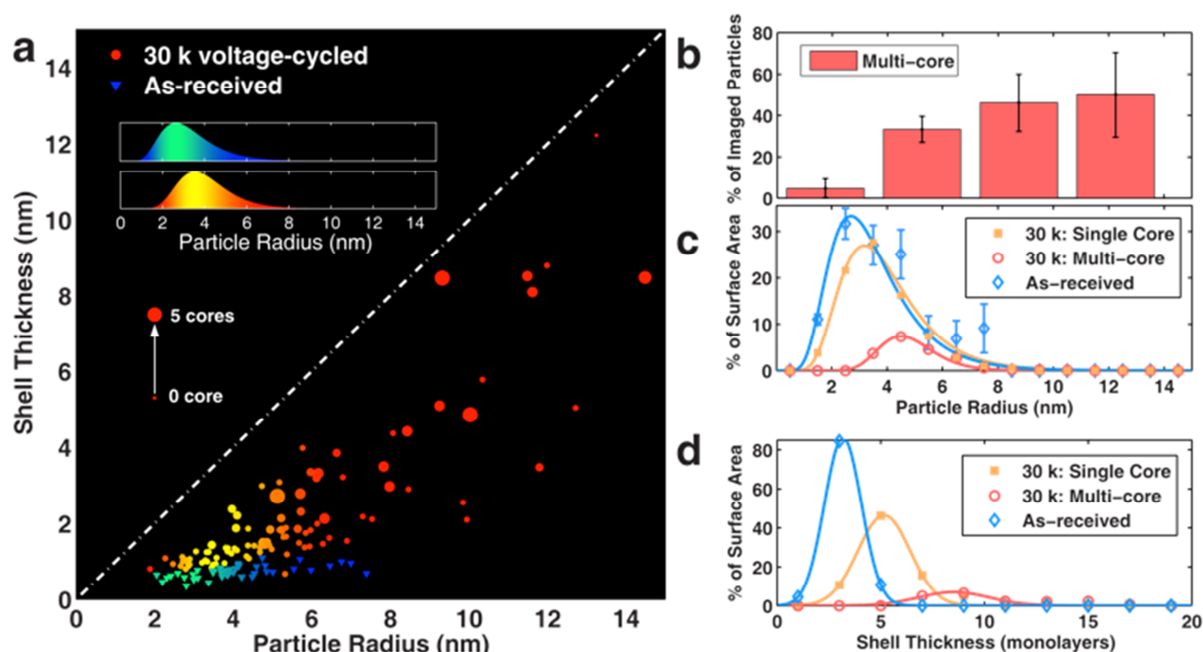 a
30 k voltage-cycled
As-received
0 2 4 6 8 10 12 14
Particle Radius (nm)
5 cores
0 core
14
12
10
8
6
4
2
0
Shell Thickness (nm)
0 2 4 6 8 10 12 14
Particle Radius (nm)
b
Multi-core
80
60
40
20
0
% of Imaged Particles
c
30 k: Single Core
30 k: Multi-core
As-received
30
20
10
0
% of Surface Area
2 4 6 8 10 12 14
Particle Radius (nm)
d
30 k: Single Core
30 k: Multi-core
As-received
80
60
40
20
0
% of Surface Area
0 5 10 15 20
Shell Thickness (monolayers)